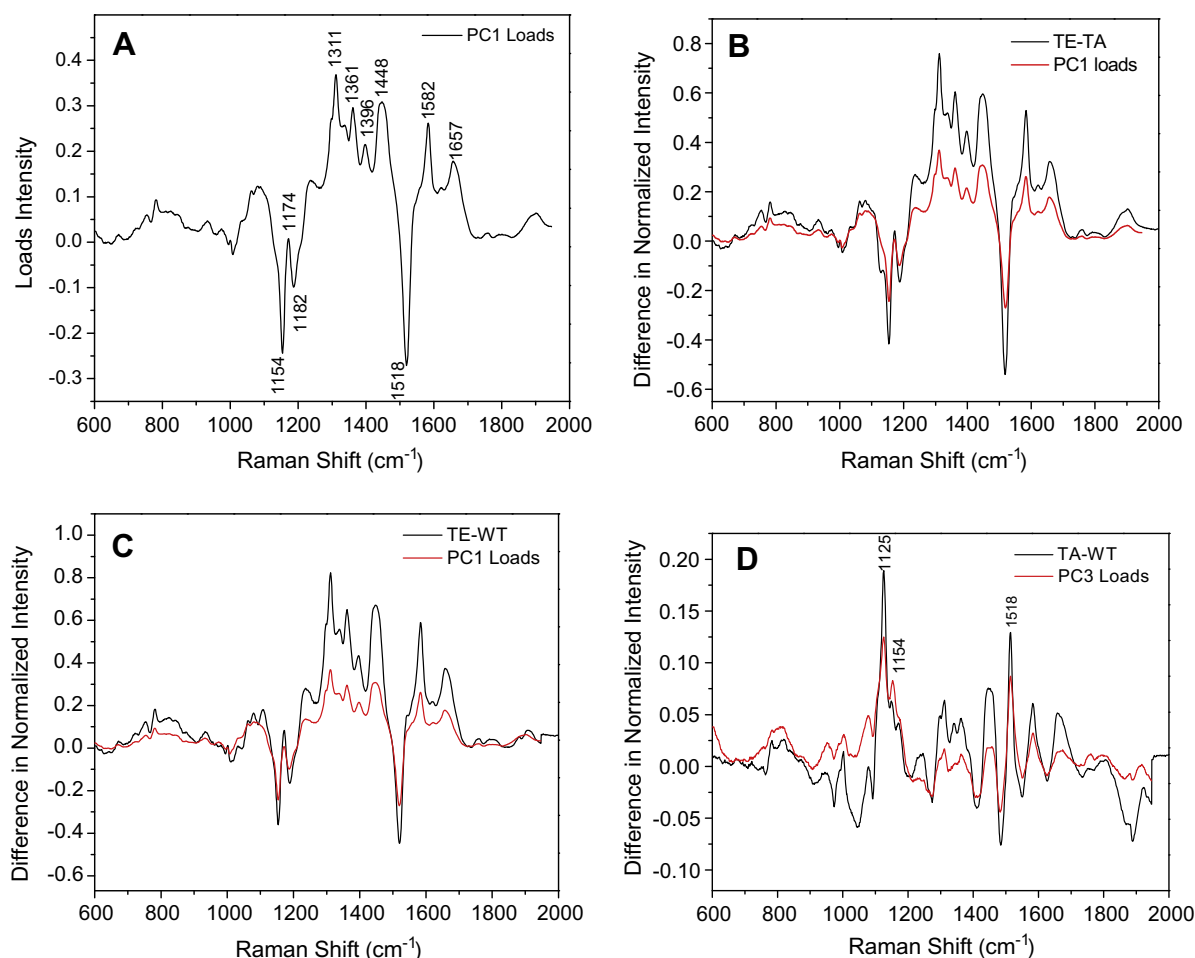 A
PC1 Loads
1311
1361
1396
1448
1582
1657
1174
1182
1154
1518
0.4
0.3
0.2
0.1
0.0
-0.1
-0.2
-0.3
Loads Intensity
600 800 1000 1200 1400 1600 1800 2000
Raman Shift (cm-1)
B
TE-TA
PC1 loads
0.8
0.6
0.4
0.2
0.0
-0.2
-0.4
-0.6
Difference in Normalized Intensity
600 800 1000 1200 1400 1600 1800 2000
Raman Shift (cm-1)
C
TE-WT
PC1 Loads
1.0
0.8
0.6
0.4
0.2
0.0
-0.2
-0.4
-0.6
Difference in Normalized Intensity
600 800 1000 1200 1400 1600 1800 2000
Raman Shift (cm-1)
D
TA-WT
PC3 Loads
1125
1154
1518
0.20
0.15
0.10
0.05
0.00
-0.05
-0.10
Difference in Normalized Intensity
600 800 1000 1200 1400 1600 1800 2000
Raman Shift (cm-1)